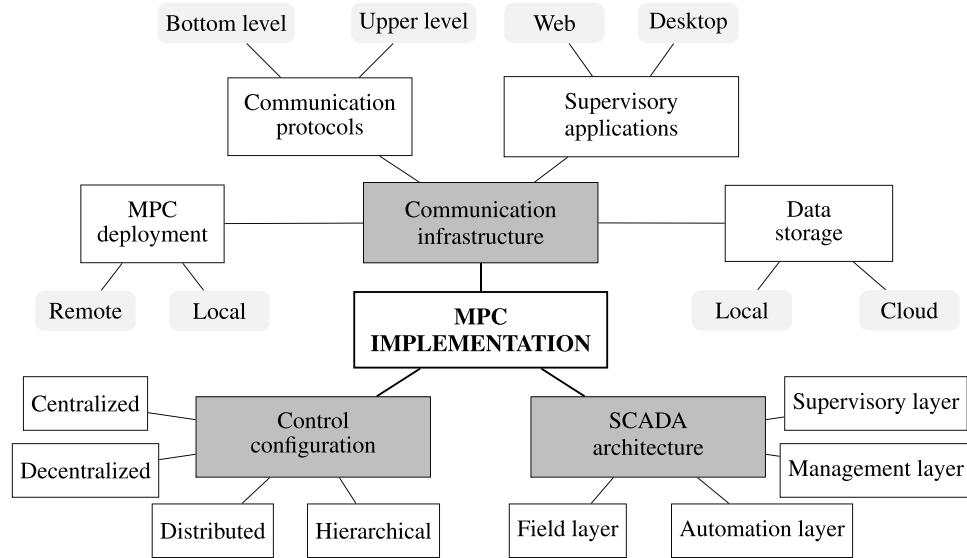 Bottom level
Upper level
Web
Desktop
Communication
protocols
Supervisory
applications
MPC
deployment
Communication
infrastructure
Data
storage
Remote
Local
Local
Cloud
MPC
IMPLEMENTATION
Centralized
Control
configuration
SCADA
architecture
Supervisory layer
Decentralized
Management layer
Distributed
Hierarchical
Field layer
Automation layer